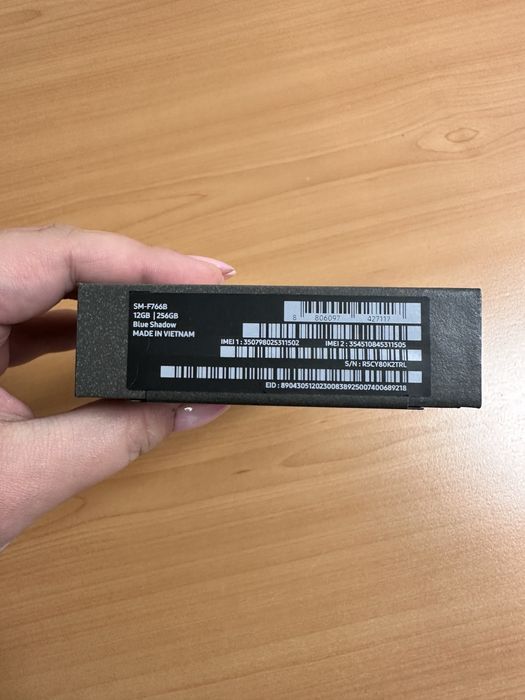 SM-F766B
12GB | 256GB
Blue Shadow
MADE IN VIETNAM
8 806097 427117
IMEI 1 : 350798025311502 IMEI 2 : 354510845311505
S/N : R5CY80K2TRL
EID : 89043051202300838925007400689218